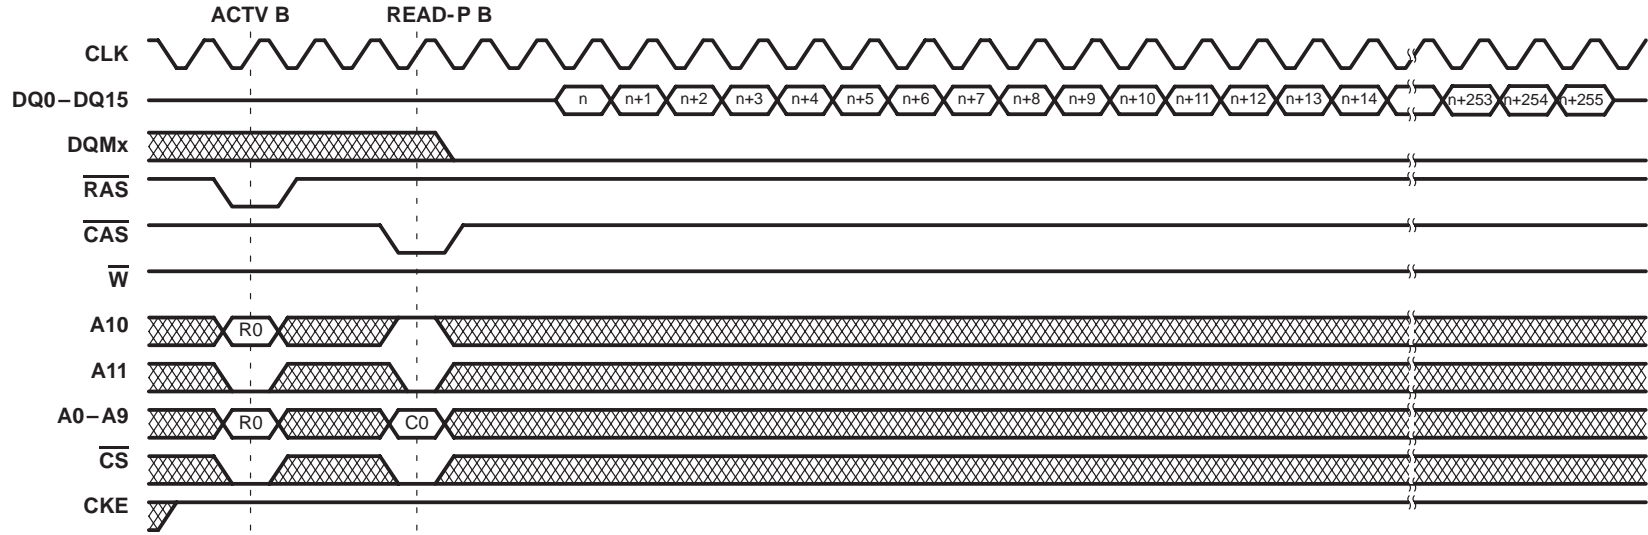 ACTV B READ-P B
CLK
DQ0–DQ15 n n+1 n+2 n+3 n+4 n+5 n+6 n+7 n+8 n+9 n+10 n+11 n+12 n+13 n+14 n+253 n+254 n+255
DQMx
RAS
CAS
W
A10 R0
A11
A0–A9 R0 C0
CS
CKE